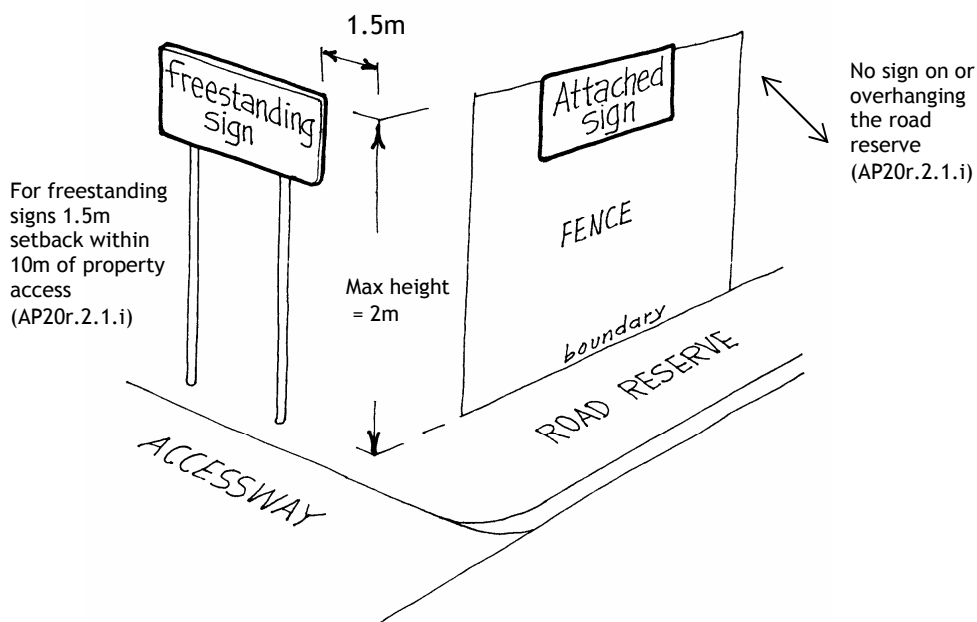 1.5m
freestanding
sign
Attached
sign
No sign on or
overhanging
the road
reserve
(AP20r.2.1.i)
For freestanding
signs 1.5m
setback within
10m of property
access
(AP20r.2.1.i)
FENCE
Max height
= 2m
boundary
ROAD RESERVE
ACCESSWAY